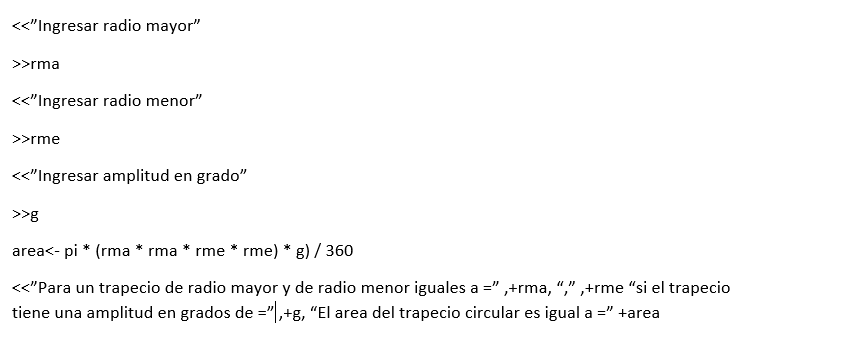 <<”Ingresar radio mayor”
>>rma
<<”Ingresar radio menor”
>>rme
<<”Ingresar amplitud en grado”
>>g
area<- pi * (rma * rma * rme * rme) * g) / 360
<<”Para un trapecio de radio mayor y de radio menor iguales a =” ,+rma, “,” ,+rme “si el trapecio
tiene una amplitud en grados de =”,+g, “El area del trapecio circular es igual a =” +area